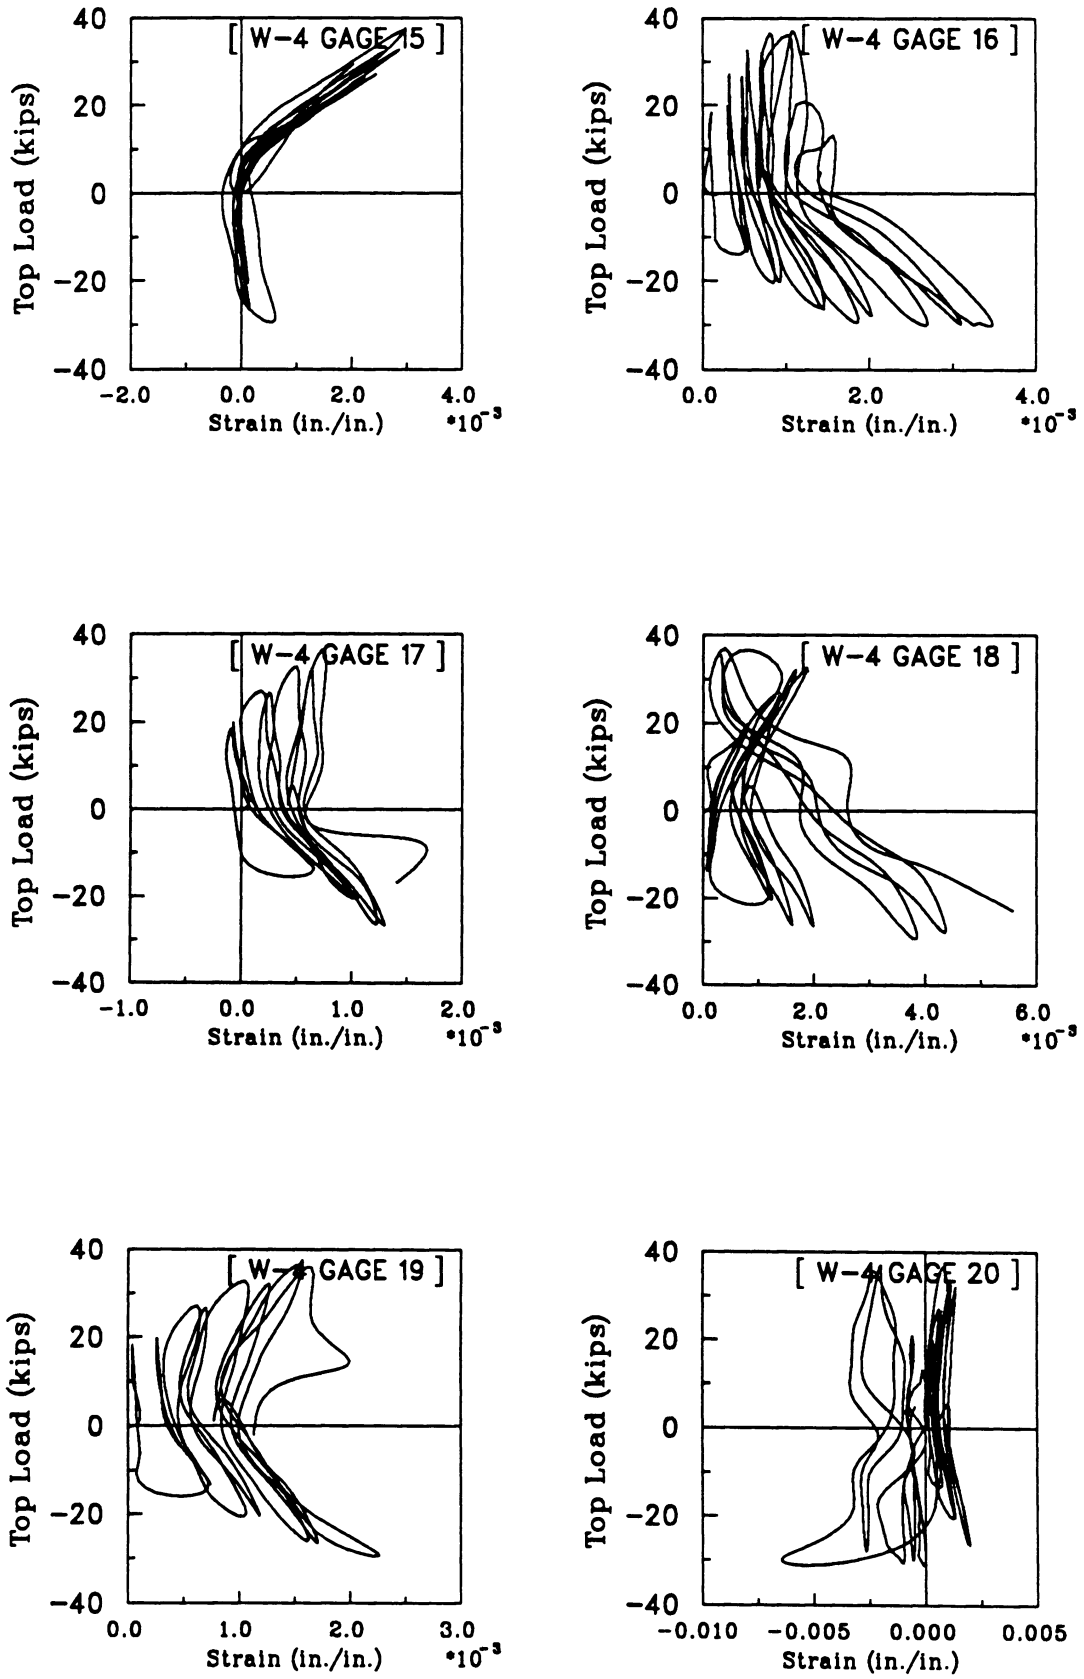 [ W-4 GAGE 15 ]
Top Load (kips)
40
20
0
-20
-40
-2.0 0.0 2.0 4.0
Strain (in./in.) *10⁻³
[ W-4 GAGE 16 ]
Top Load (kips)
40
20
0
-20
-40
0.0 2.0 4.0
Strain (in./in.) *10⁻³
[ W-4 GAGE 17 ]
Top Load (kips)
40
20
0
-20
-40
-1.0 0.0 1.0 2.0
Strain (in./in.) *10⁻³
[ W-4 GAGE 18 ]
Top Load (kips)
40
20
0
-20
-40
0.0 2.0 4.0 6.0
Strain (in./in.) *10⁻³
[ W-4 GAGE 19 ]
Top Load (kips)
40
20
0
-20
-40
0.0 1.0 2.0 3.0
Strain (in./in.) *10⁻³
[ W-4 GAGE 20 ]
Top Load (kips)
40
20
0
-20
-40
-0.010 -0.005 0.000 0.005
Strain (in./in.)